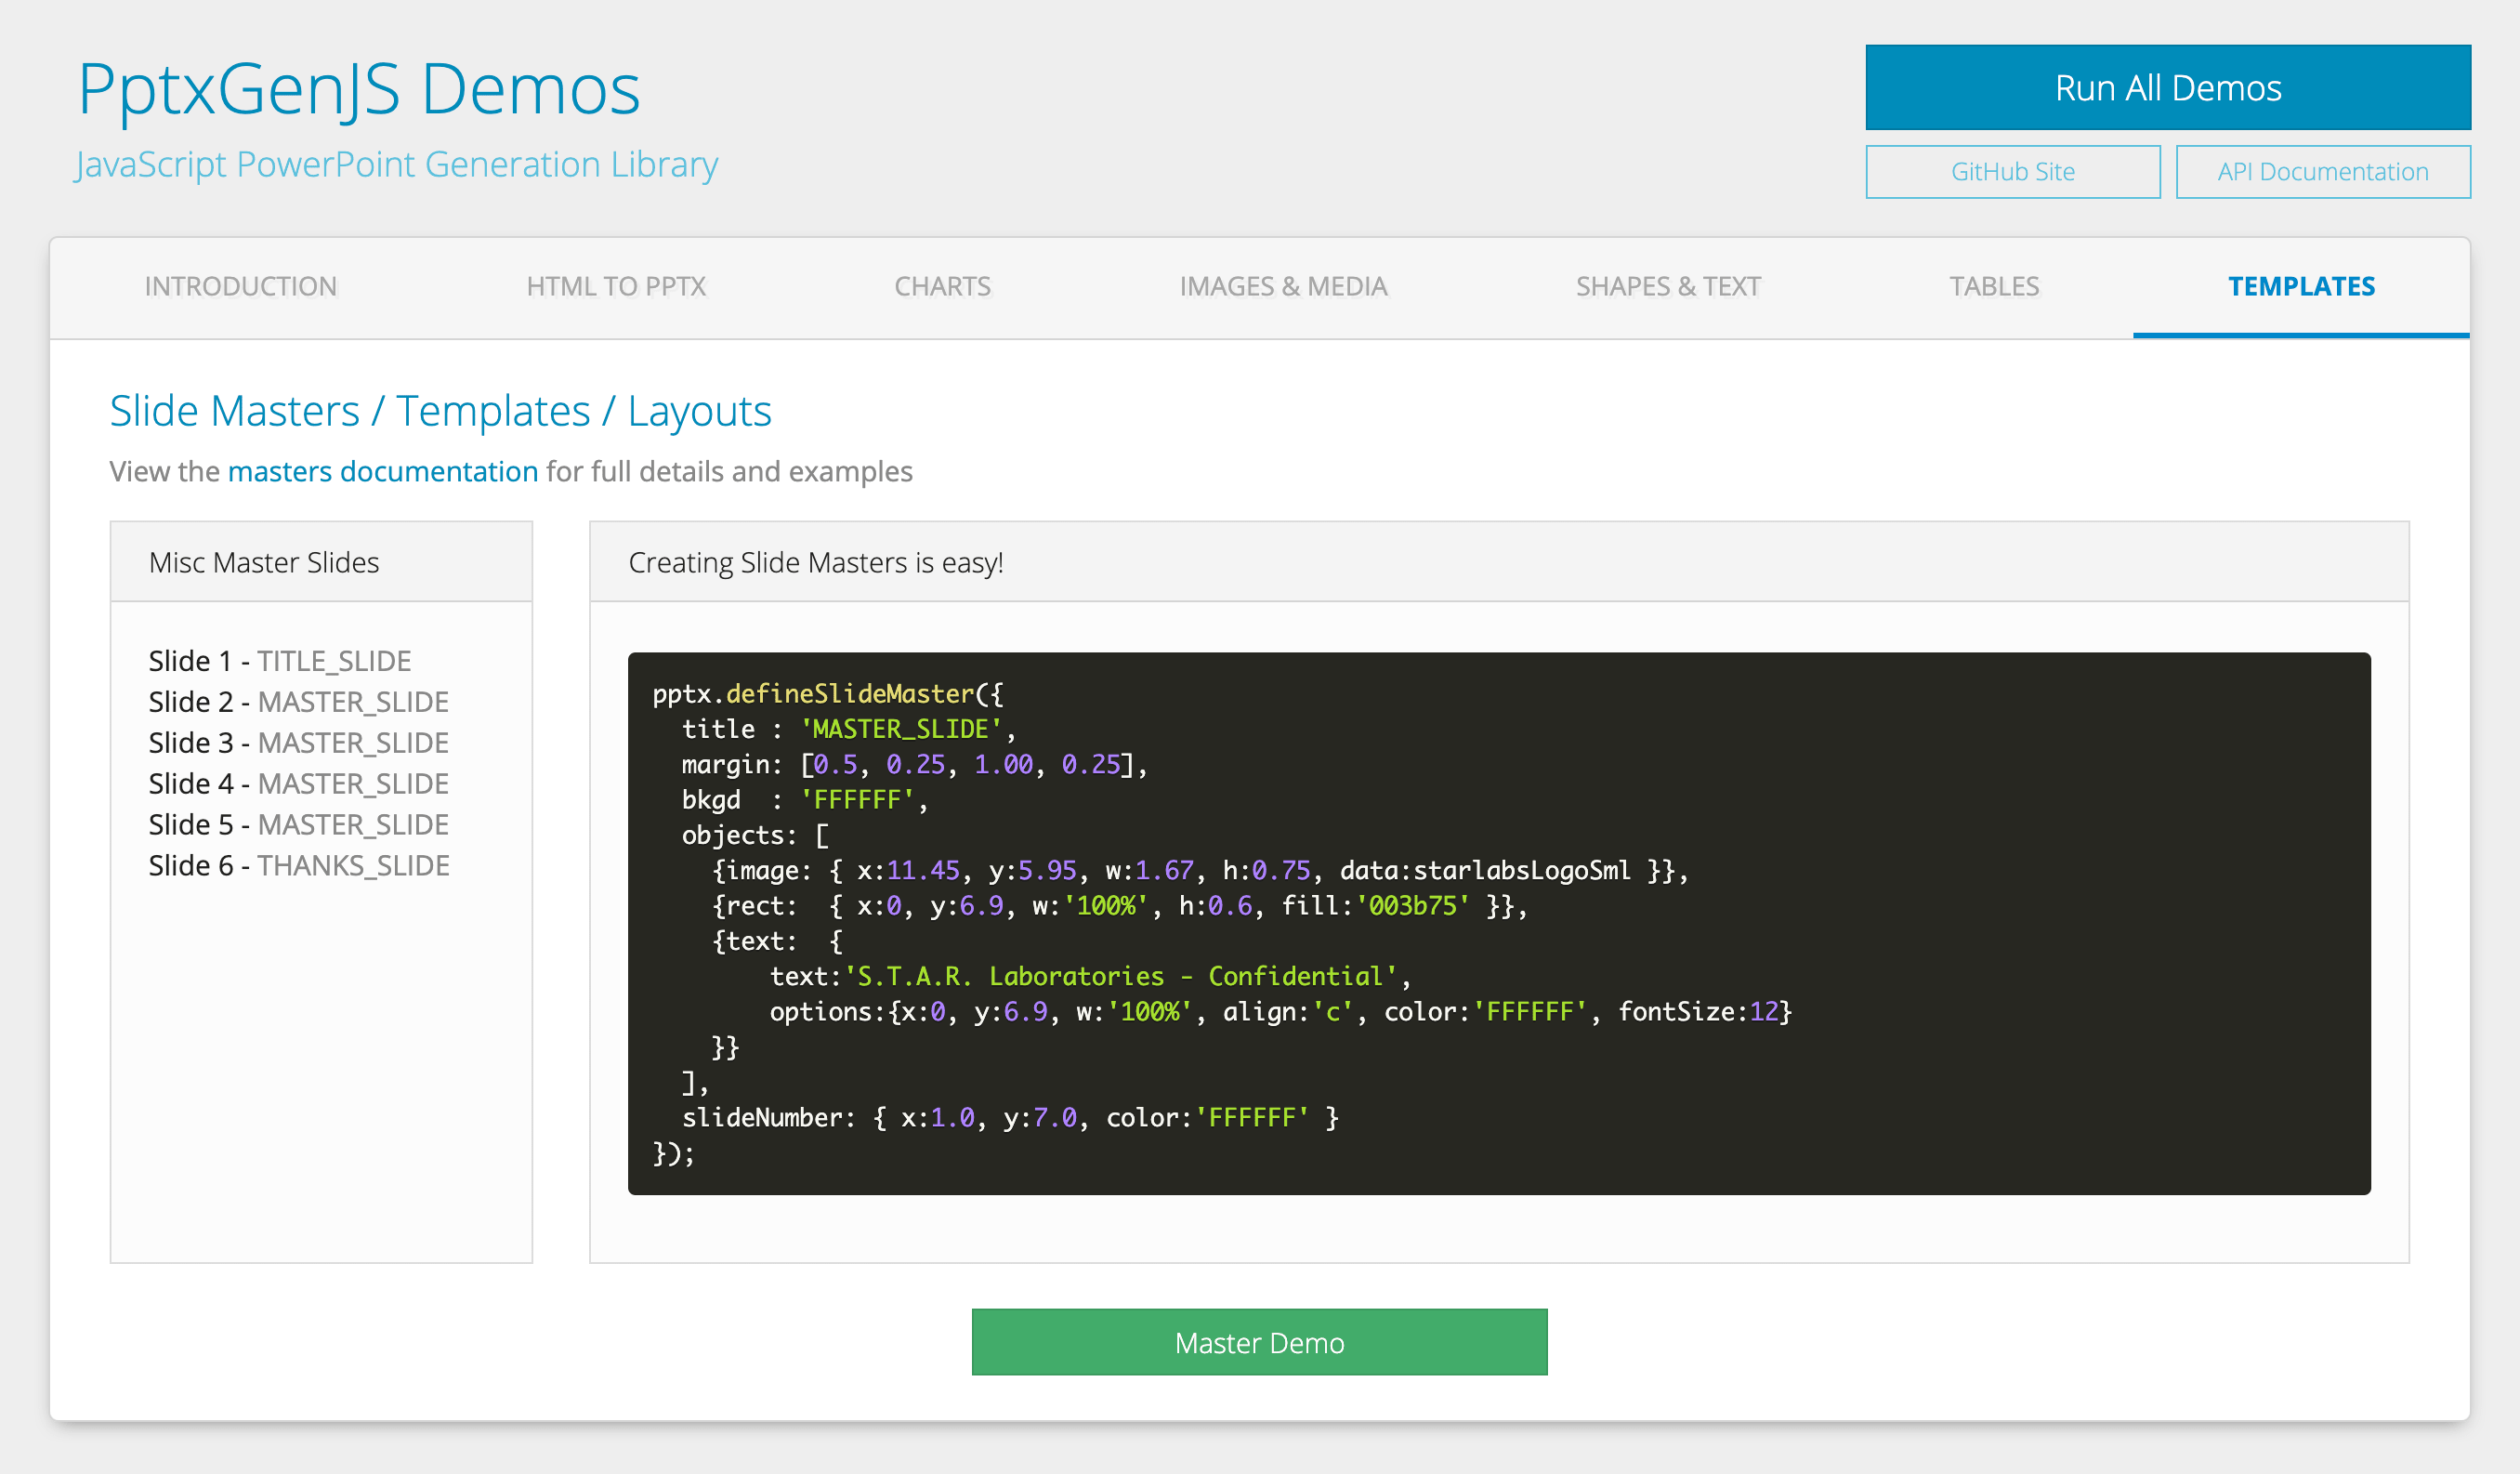 PptxGenJS Demos
JavaScript PowerPoint Generation Library
Run All Demos
GitHub Site
API Documentation
INTRODUCTION
HTML TO PPTX
CHARTS
IMAGES & MEDIA
SHAPES & TEXT
TABLES
TEMPLATES
Slide Masters / Templates / Layouts
View the masters documentation for full details and examples
Misc Master Slides
Slide 1 - TITLE_SLIDE
Slide 2 - MASTER_SLIDE
Slide 3 - MASTER_SLIDE
Slide 4 - MASTER_SLIDE
Slide 5 - MASTER_SLIDE
Slide 6 - THANKS_SLIDE
Creating Slide Masters is easy!
pptx.defineSlideMaster({
  title : 'MASTER_SLIDE',
  margin: [0.5, 0.25, 1.00, 0.25],
  bkgd  : 'FFFFFF',
  objects: [
    {image: { x:11.45, y:5.95, w:1.67, h:0.75, data:starlabsLogoSml }},
    {rect:  { x:0, y:6.9, w:'100%', h:0.6, fill:'003b75' }},
    {text:  {
        text:'S.T.A.R. Laboratories - Confidential',
        options:{x:0, y:6.9, w:'100%', align:'c', color:'FFFFFF', fontSize:12}
    }}
  ],
  slideNumber: { x:1.0, y:7.0, color:'FFFFFF' }
});
Master Demo